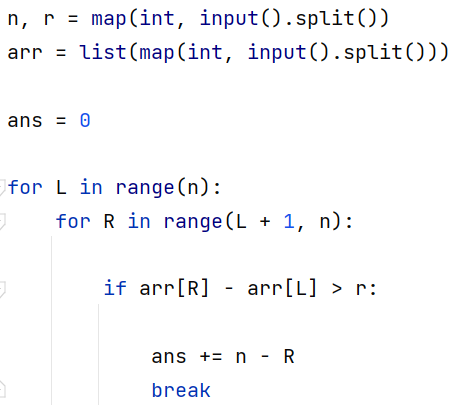 n, r = map(int, input().split())
arr = list(map(int, input().split()))
ans = 0
for L in range(n):
    for R in range(L + 1, n):
        if arr[R] - arr[L] > r:
            ans += n - R
            break